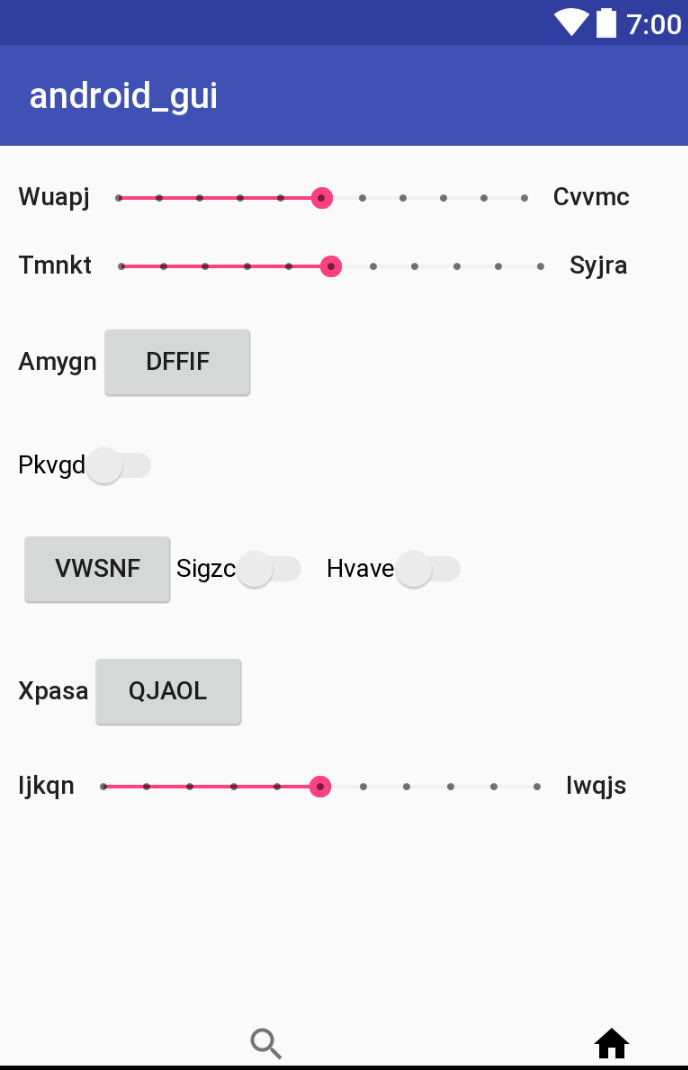 7:00
android_gui
Wuapj Cvvmc
Tmnkt Syjra
Amygn DFFIF
Pkvgd
VWSNF Sigzc Hvave
Xpasa QJAOL
Ijkqn Iwqjs